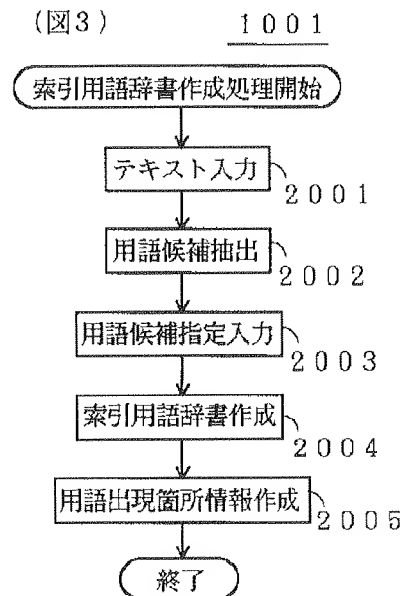 (図3) 1001
索引用語辞書作成処理開始
テキスト入力
2001
用語候補抽出
2002
用語候補指定入力
2003
索引用語辞書作成
2004
用語出現箇所情報作成
2005
終了